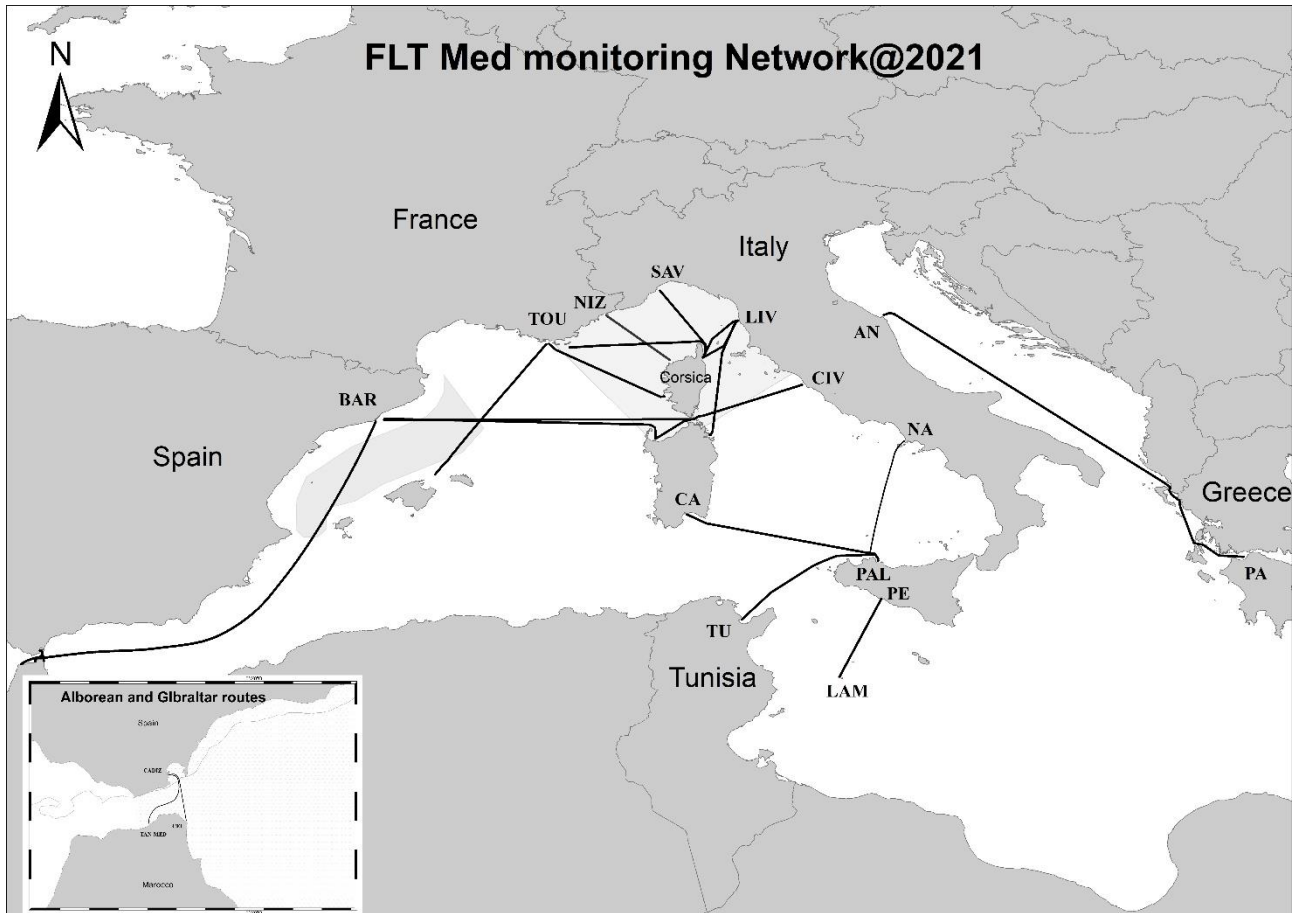 FLT Med monitoring Network@2021
N
France
Italy
SAV
NIZ
TOU
LIV
AN
Corsica
CIV
BAR
NA
Spain
Greece
CA
PAL
PA
PE
TU
Tunisia
LAM
Alborean and GIbraltar routes
Spain
CADIZ
TAN MED
Marocco